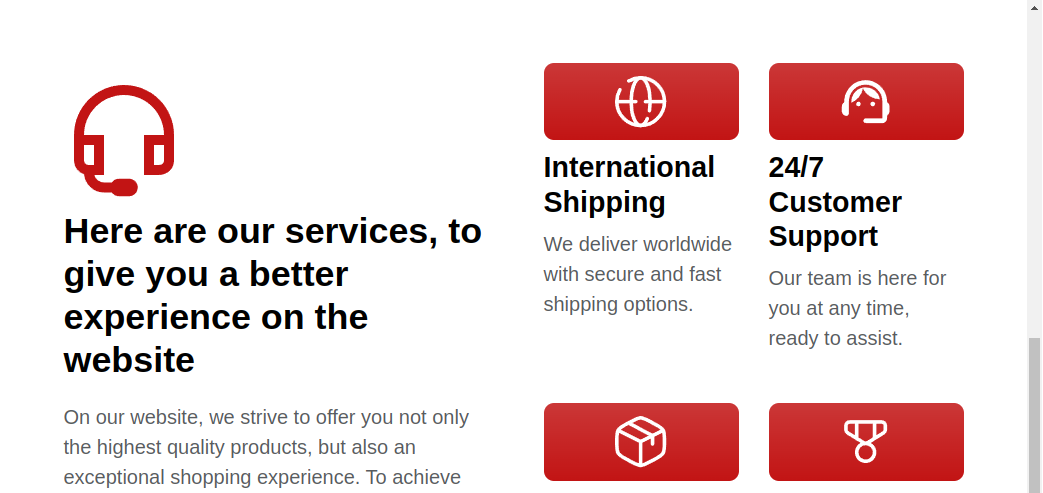 Here are our services, to
give you a better
experience on the
website
On our website, we strive to offer you not only
the highest quality products, but also an
exceptional shopping experience. To achieve
International
Shipping
We deliver worldwide
with secure and fast
shipping options.
24/7
Customer
Support
Our team is here for
you at any time,
ready to assist.